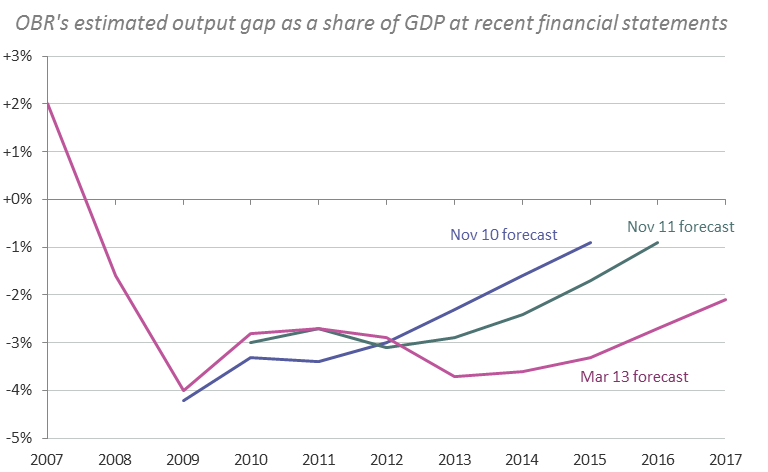 OBR's estimated output gap as a share of GDP at recent financial statements
+3%
+2%
+1%
+0%
-1%
-2%
-3%
-4%
-5%
Nov 10 forecast
Nov 11 forecast
Mar 13 forecast
2007 2008 2009 2010 2011 2012 2013 2014 2015 2016 2017